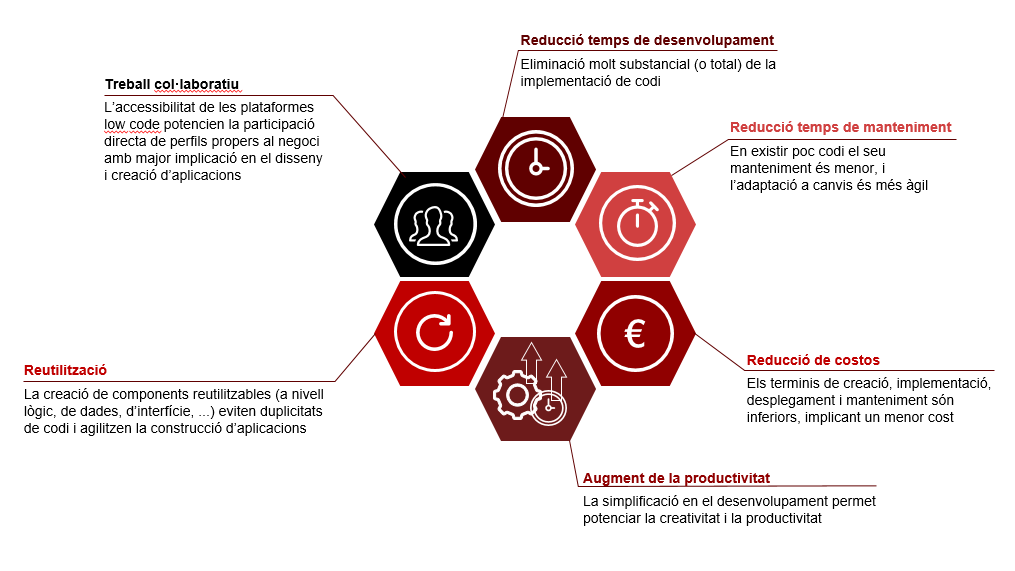 Reducció temps de desenvolupament
Eliminació molt substancial (o total) de la
implementació de codi
Treball col·laboratiu
L’accessibilitat de les plataformes
low code potencien la participació
directa de perfils propers al negoci
amb major implicació en el disseny
i creació d’aplicacions
Reducció temps de manteniment
En existir poc codi el seu
manteniment és menor, i
l’adaptació a canvis és més àgil
€
Reutilització
La creació de components reutilitzables (a nivell
lògic, de dades, d’interfície, ...) eviten duplicitats
de codi i agilitzen la construcció d’aplicacions
Reducció de costos
Els terminis de creació, implementació,
desplegament i manteniment són
inferiors, implicant un menor cost
Augment de la productivitat
La simplificació en el desenvolupament permet
potenciar la creativitat i la productivitat